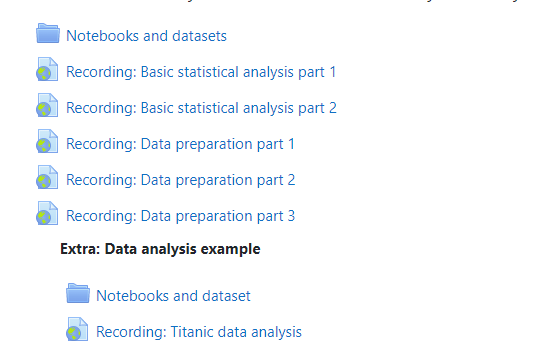 Notebooks and datasets
Recording: Basic statistical analysis part 1
Recording: Basic statistical analysis part 2
Recording: Data preparation part 1
Recording: Data preparation part 2
Recording: Data preparation part 3
Extra: Data analysis example
Notebooks and dataset
Recording: Titanic data analysis